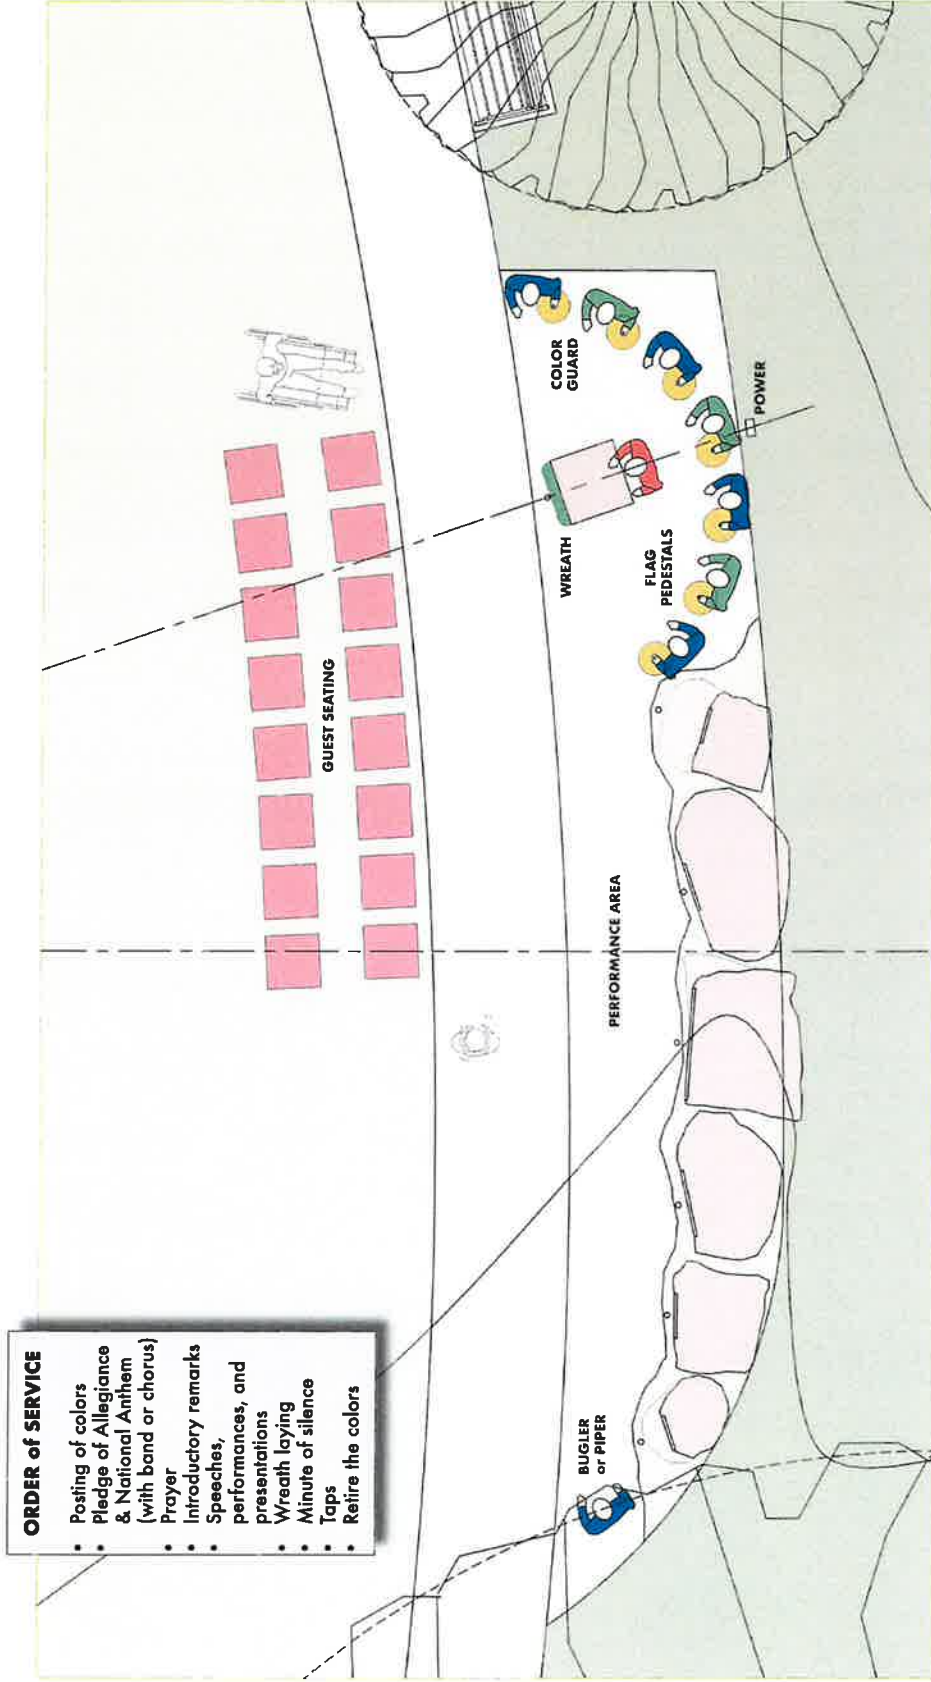 ORDER of SERVICE
• Posting of colors
• Pledge of Allegiance
& National Anthem
(with band or chorus)
• Prayer
• Introductory remarks
• Speeches,
performances, and
presentations
• Wreath laying
• Minute of silence
• Taps
• Retire the colors
GUEST SEATING
BUGLER
or PIPER
PERFORMANCE AREA
WREATH
FLAG
PEDESTALS
COLOR
GUARD
POWER